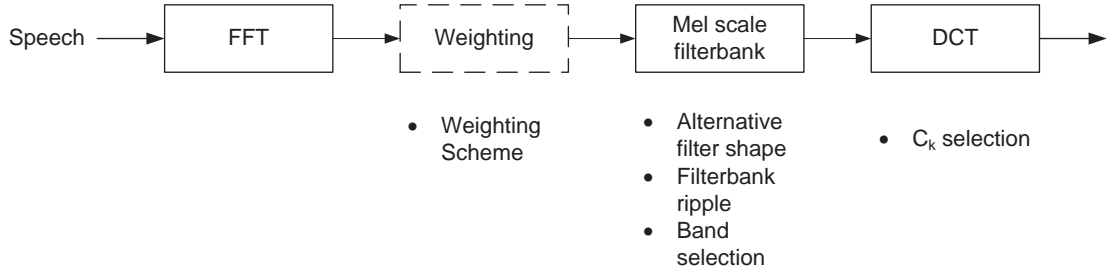 Speech
FFT
Weighting
Mel scale
filterbank
DCT
• Weighting
Scheme
• Alternative
filter shape
• Filterbank
ripple
• Band
selection
• Cₖ selection